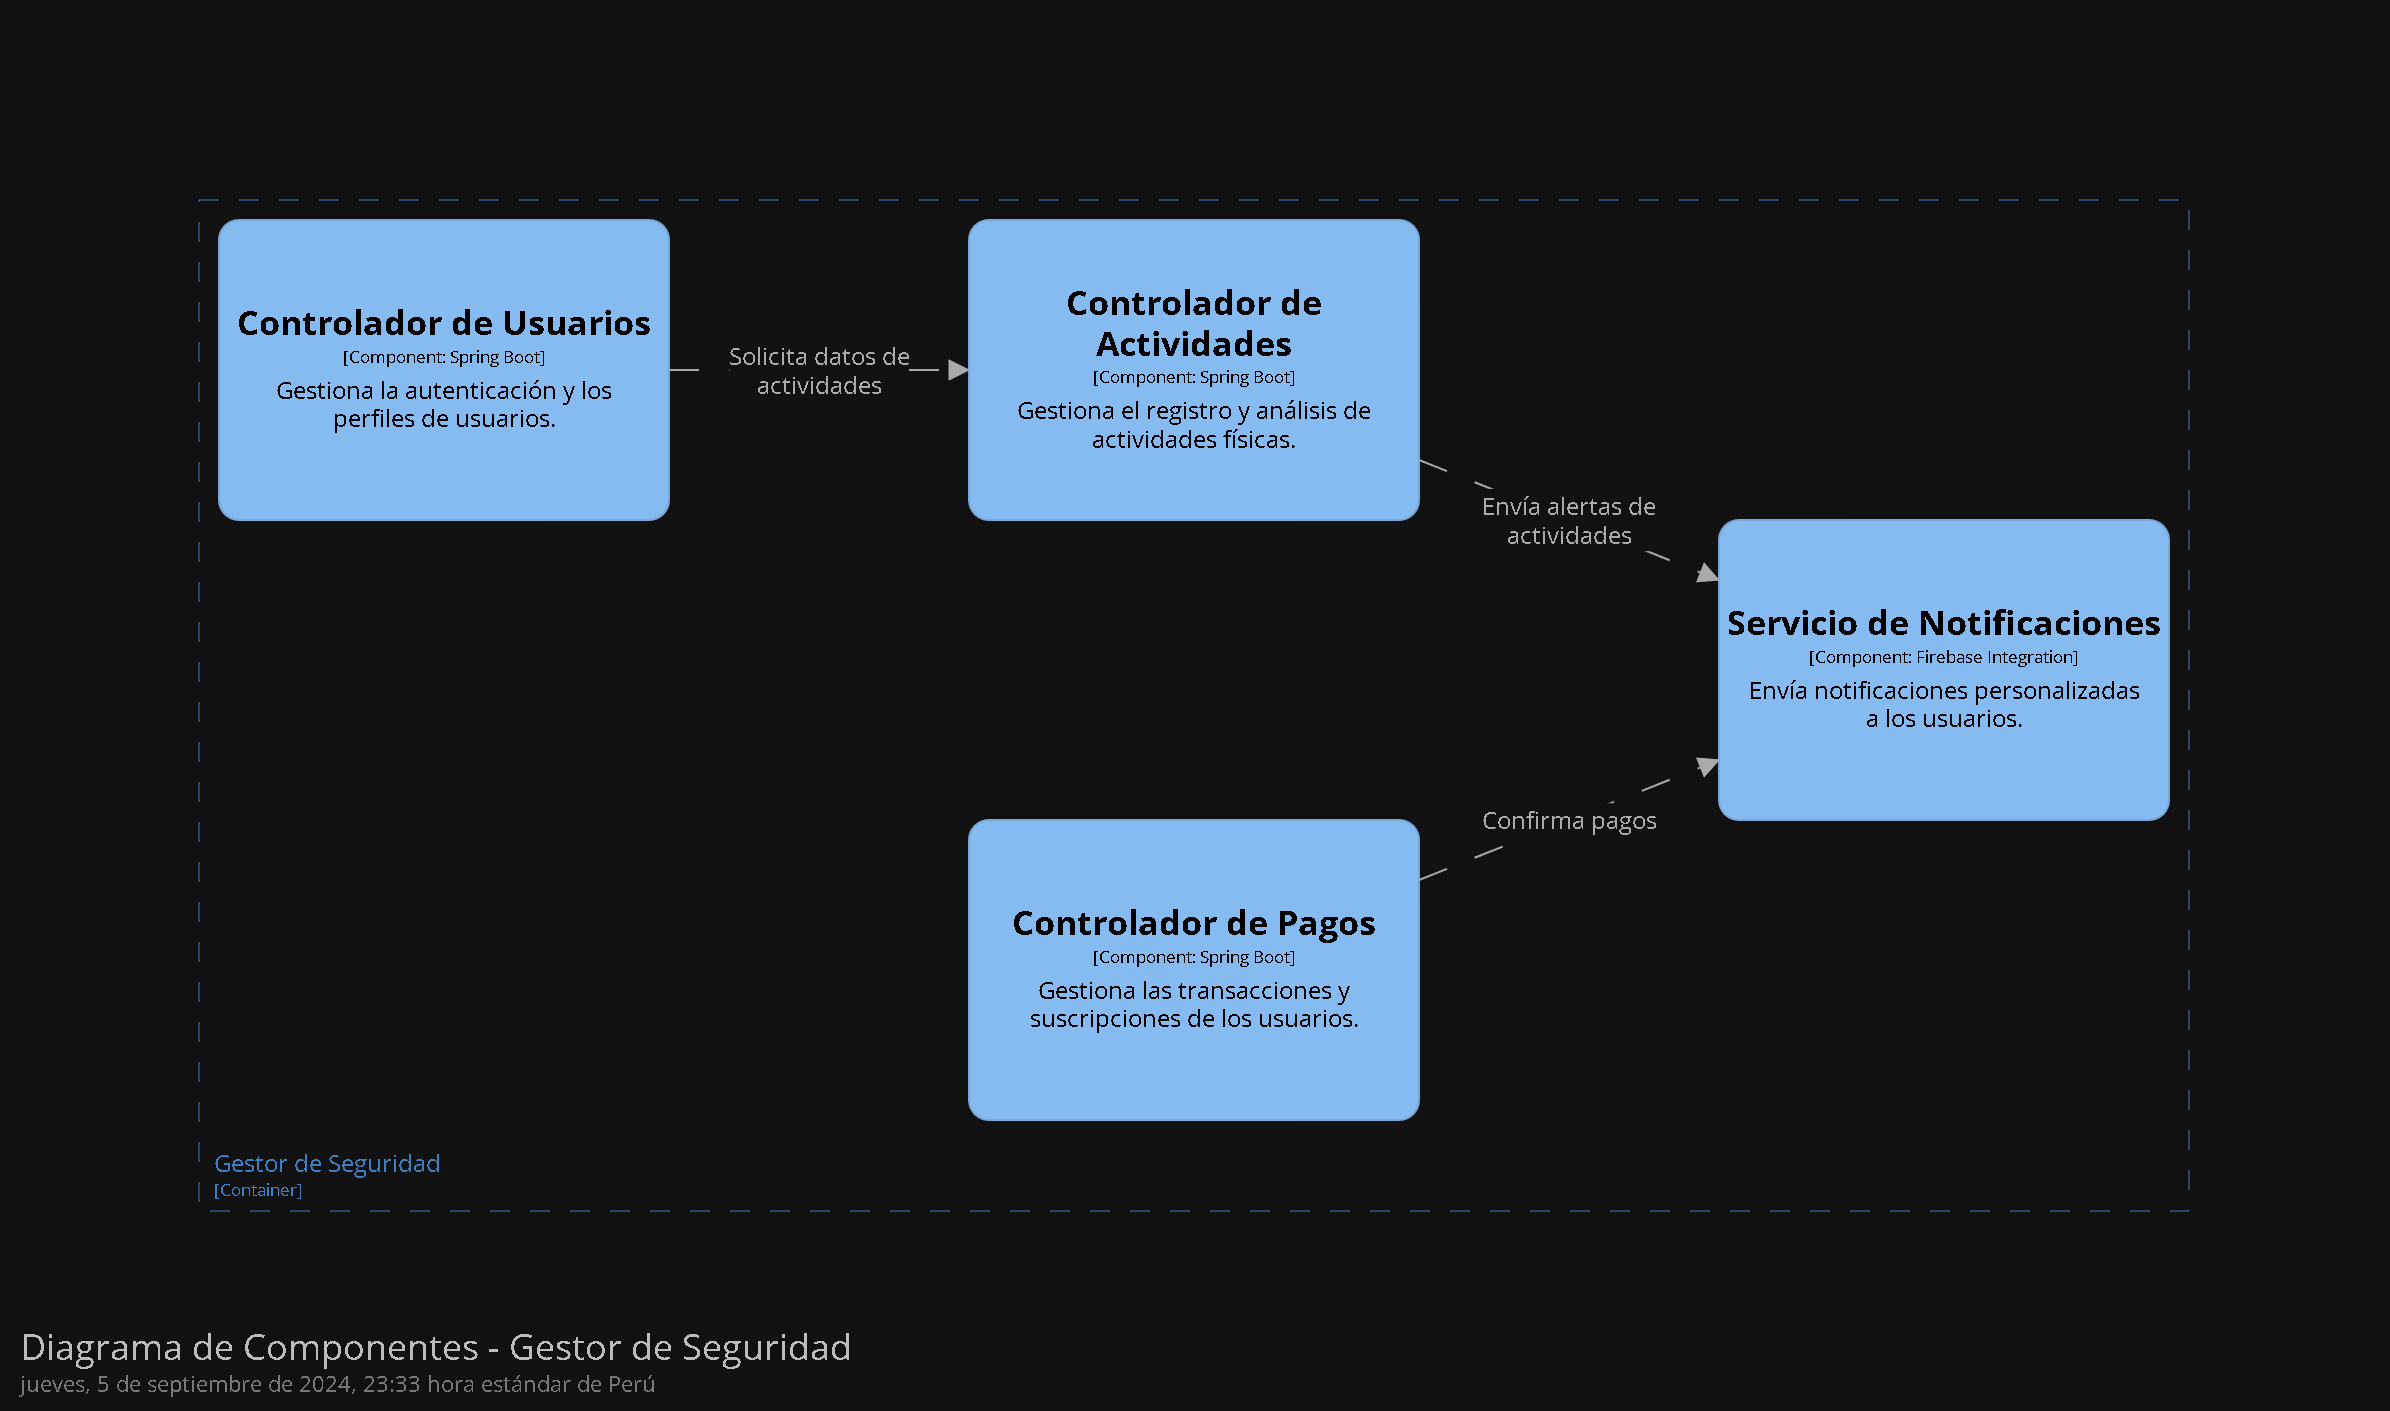 Controlador de Usuarios
[Component: Spring Boot]
Gestiona la autenticación y los
perfiles de usuarios.
Solicita datos de
actividades
Controlador de
Actividades
[Component: Spring Boot]
Gestiona el registro y análisis de
actividades físicas.
Envía alertas de
actividades
Servicio de Notificaciones
[Component: Firebase Integration]
Envía notificaciones personalizadas
a los usuarios.
Confirma pagos
Controlador de Pagos
[Component: Spring Boot]
Gestiona las transacciones y
suscripciones de los usuarios.
Gestor de Seguridad
[Container]
Diagrama de Componentes - Gestor de Seguridad
jueves, 5 de septiembre de 2024, 23:33 hora estándar de Perú